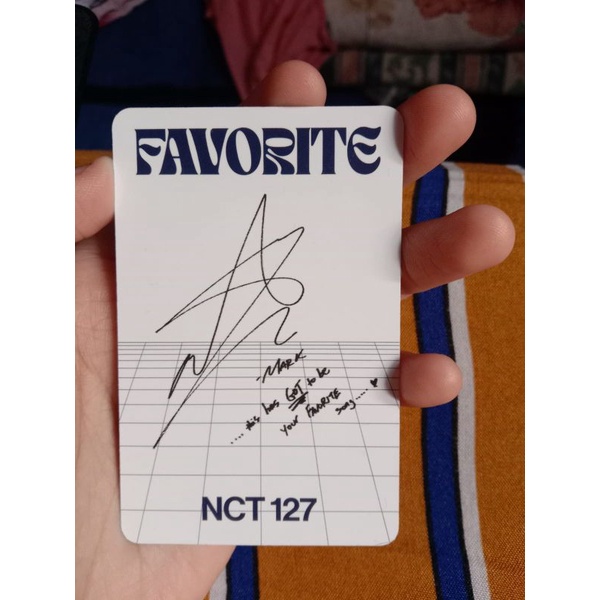 FAVORITE
MARK
.... this has GOT to be
your FAVORITE
song .... ♥
NCT 127